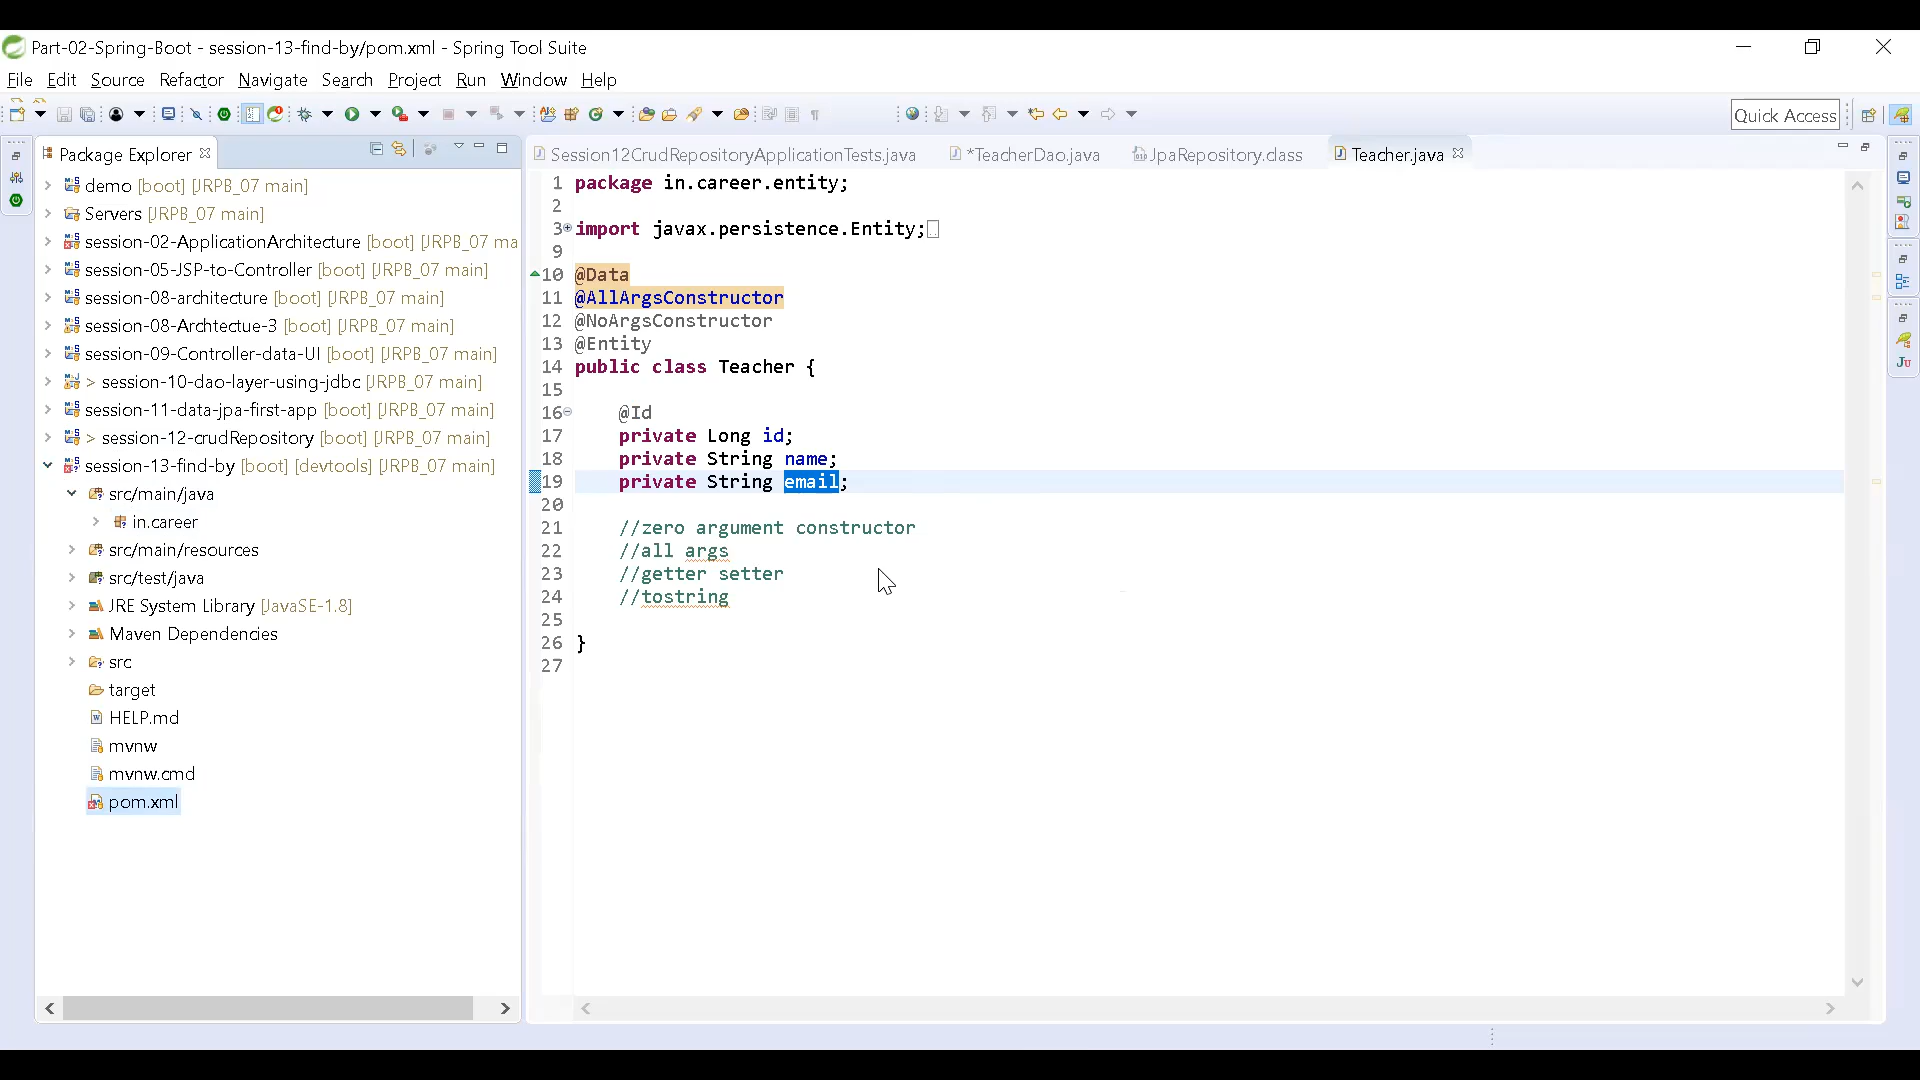 Part-02-Spring-Boot - session-13-find-by/pom.xml - Spring Tool Suite
File Edit Source Refactor Navigate Search Project Run Window Help
Quick Access
Package Explorer
demo [boot] [JRPB_07 main]
Servers [JRPB_07 main]
session-02-ApplicationArchitecture [boot] [JRPB_07 ma
session-05-JSP-to-Controller [boot] [JRPB_07 main]
session-08-architecture [boot] [JRPB_07 main]
session-08-Archtectue-3 [boot] [JRPB_07 main]
session-09-Controller-data-UI [boot] [JRPB_07 main]
> session-10-dao-layer-using-jdbc [JRPB_07 main]
session-11-data-jpa-first-app [boot] [JRPB_07 main]
> session-12-crudRepository [boot] [JRPB_07 main]
session-13-find-by [boot] [devtools] [JRPB_07 main]
src/main/java
in.career
src/main/resources
src/test/java
JRE System Library [JavaSE-1.8]
Maven Dependencies
src
target
HELP.md
mvnw
mvnw.cmd
pom.xml
Session12CrudRepositoryApplicationTests.java *TeacherDao.java JpaRepository.class Teacher.java
1 package in.career.entity;
2
3 import javax.persistence.Entity;
9
10 @Data
11 @AllArgsConstructor
12 @NoArgsConstructor
13 @Entity
14 public class Teacher {
15
16 @Id
17 private Long id;
18 private String name;
19 private String email;
20
21 //zero argument constructor
22 //all args
23 //getter setter
24 //tostring
25
26 }
27